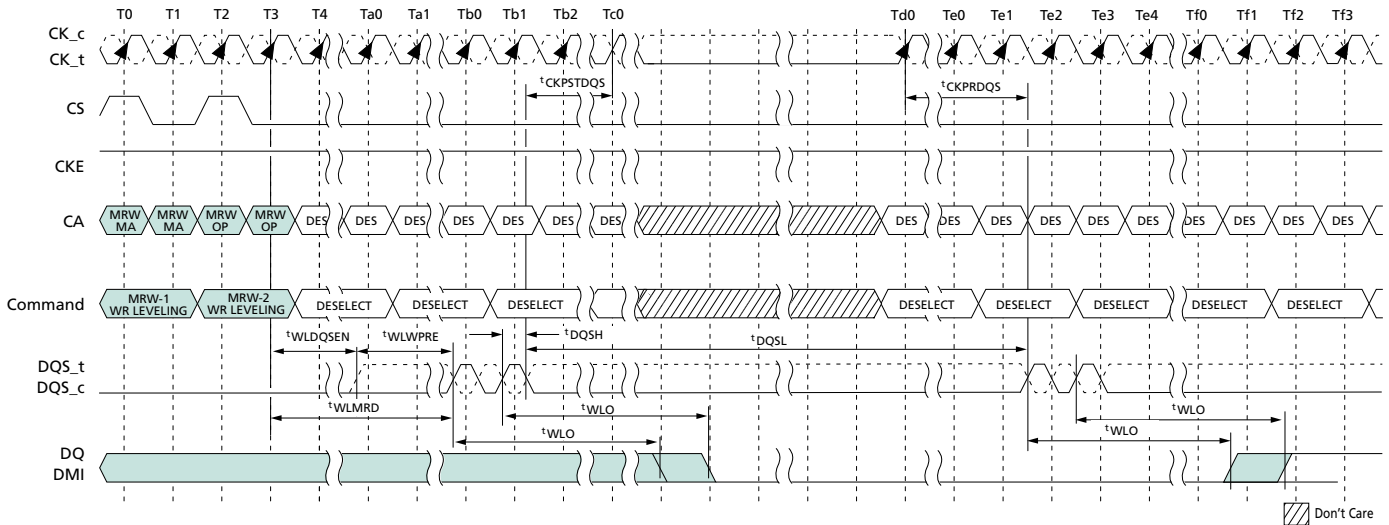 T0 T1 T2 T3 T4 Ta0 Ta1 Tb0 Tb1 Tb2 Tc0 Td0 Te0 Te1 Te2 Te3 Te4 Tf0 Tf1 Tf2 Tf3
CK_c
CK_t
tCKPSTDQS
tCKPRDQS
CS
CKE
CA
MRW MA
MRW MA
MRW OP
MRW OP
DES DES DES DES DES DES DES DES DES DES DES DES DES DES DES DES DES
Command
MRW-1 WR LEVELING
MRW-2 WR LEVELING
DESELECT DESELECT DESELECT DESELECT DESELECT DESELECT DESELECT DESELECT
tWLDQSEN
tWLWPRE
tDQSH
tDQSL
DQS_t
DQS_c
tWLMRD
tWLO
tWLO
tWLO
tWLO
DQ
DMI
Don't Care